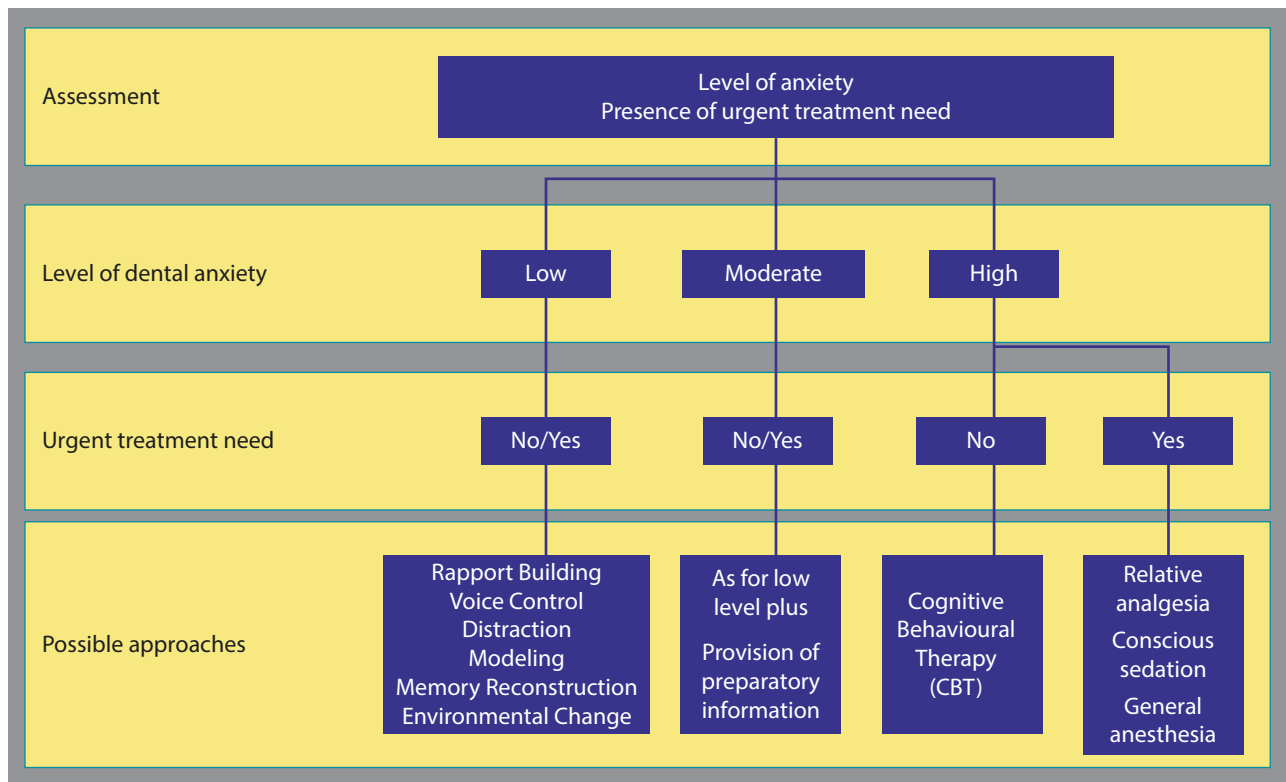 Assessment
Level of anxiety
Presence of urgent treatment need
Level of dental anxiety
Low
Moderate
High
Urgent treatment need
No/Yes
No/Yes
No
Yes
Possible approaches
Rapport Building
Voice Control
Distraction
Modeling
Memory Reconstruction
Environmental Change
As for low
level plus
Provision of
preparatory
information
Cognitive
Behavioural
Therapy
(CBT)
Relative
analgesia
Conscious
sedation
General
anesthesia